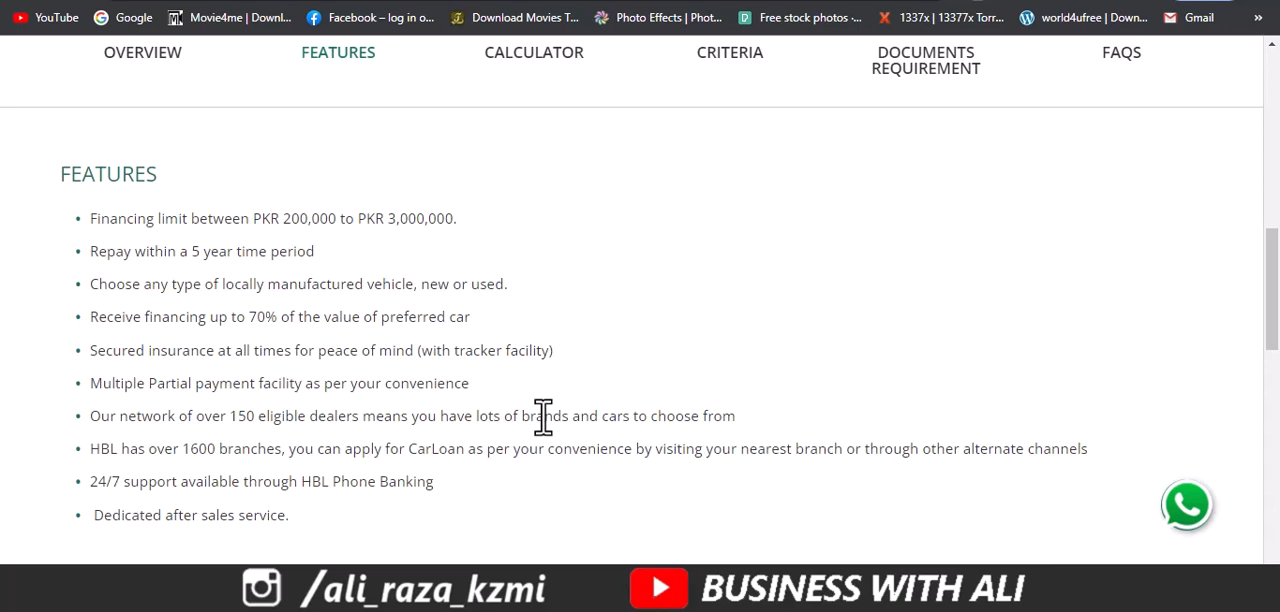 YouTube Google Movie4me | Downl... Facebook – log in o... Download Movies T... Photo Effects | Phot... Free stock photos ·... 1337x | 13377x Torr... world4ufree | Down... Gmail »
OVERVIEW FEATURES CALCULATOR CRITERIA DOCUMENTS REQUIREMENT FAQS
FEATURES
• Financing limit between PKR 200,000 to PKR 3,000,000.
• Repay within a 5 year time period
• Choose any type of locally manufactured vehicle, new or used.
• Receive financing up to 70% of the value of preferred car
• Secured insurance at all times for peace of mind (with tracker facility)
• Multiple Partial payment facility as per your convenience
• Our network of over 150 eligible dealers means you have lots of brands and cars to choose from
• HBL has over 1600 branches, you can apply for CarLoan as per your convenience by visiting your nearest branch or through other alternate channels
• 24/7 support available through HBL Phone Banking
• Dedicated after sales service.
/ali_raza_kzmi BUSINESS WITH ALI